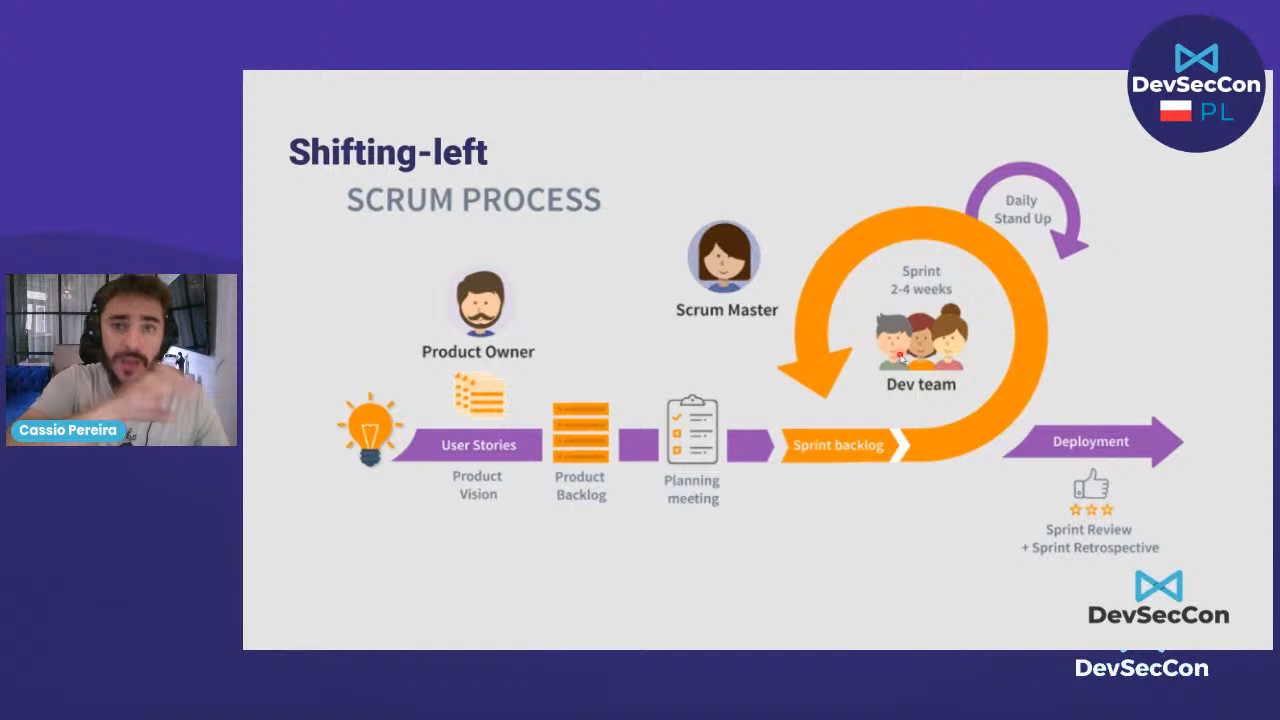 DevSecCon
PL
Shifting-left
SCRUM PROCESS
Daily
Stand Up
Sprint
2-4 weeks
Scrum Master
Product Owner
Dev team
Cassio Pereira
User Stories
Sprint backlog
Deployment
Product
Vision
Product
Backlog
Planning
meeting
Sprint Review
+ Sprint Retrospective
DevSecCon
DevSecCon